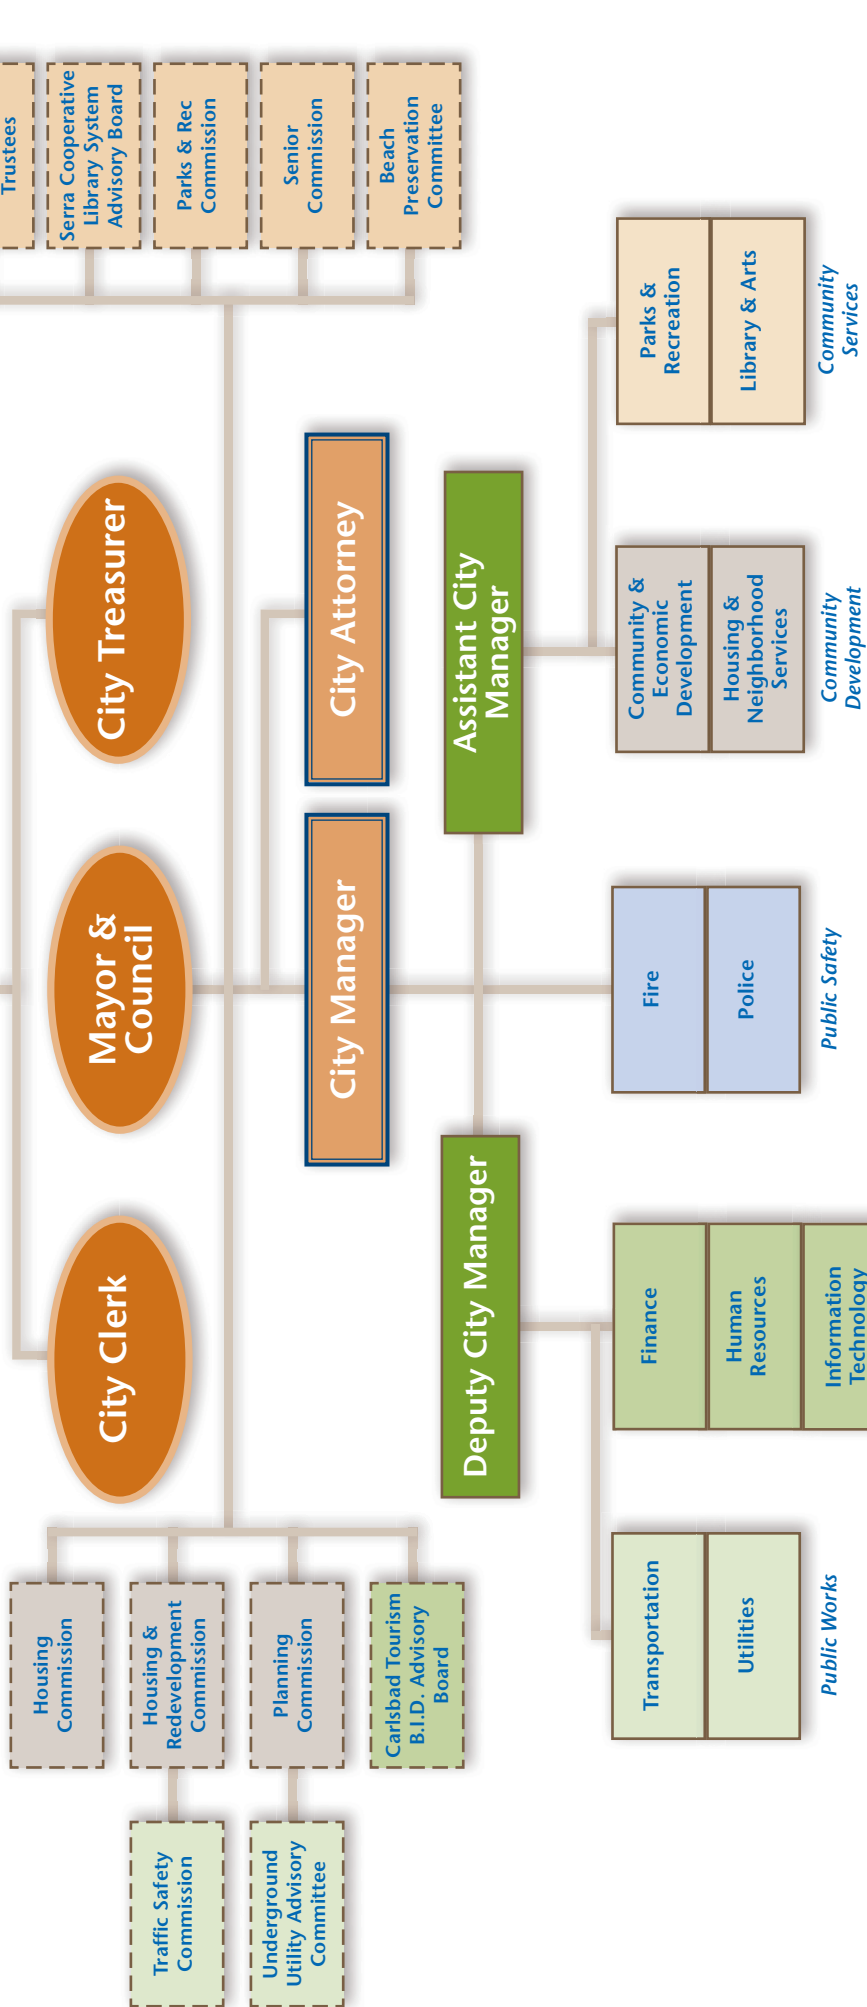 Trustees
Serra Cooperative
Library System
Advisory Board
Parks & Rec
Commission
Senior
Commission
Beach
Preservation
Committee
City Treasurer
Mayor &
Council
City Clerk
City Attorney
City Manager
Assistant City
Manager
Deputy City Manager
Parks &
Recreation
Library & Arts
Community
Services
Community &
Economic
Development
Housing &
Neighborhood
Services
Community
Development
Fire
Police
Public Safety
Finance
Human
Resources
Information
Technology
Transportation
Utilities
Public Works
Housing
Commission
Housing &
Redevelopment
Commission
Planning
Commission
Carlsbad Tourism
B.I.D. Advisory
Board
Traffic Safety
Commission
Underground
Utility Advisory
Committee